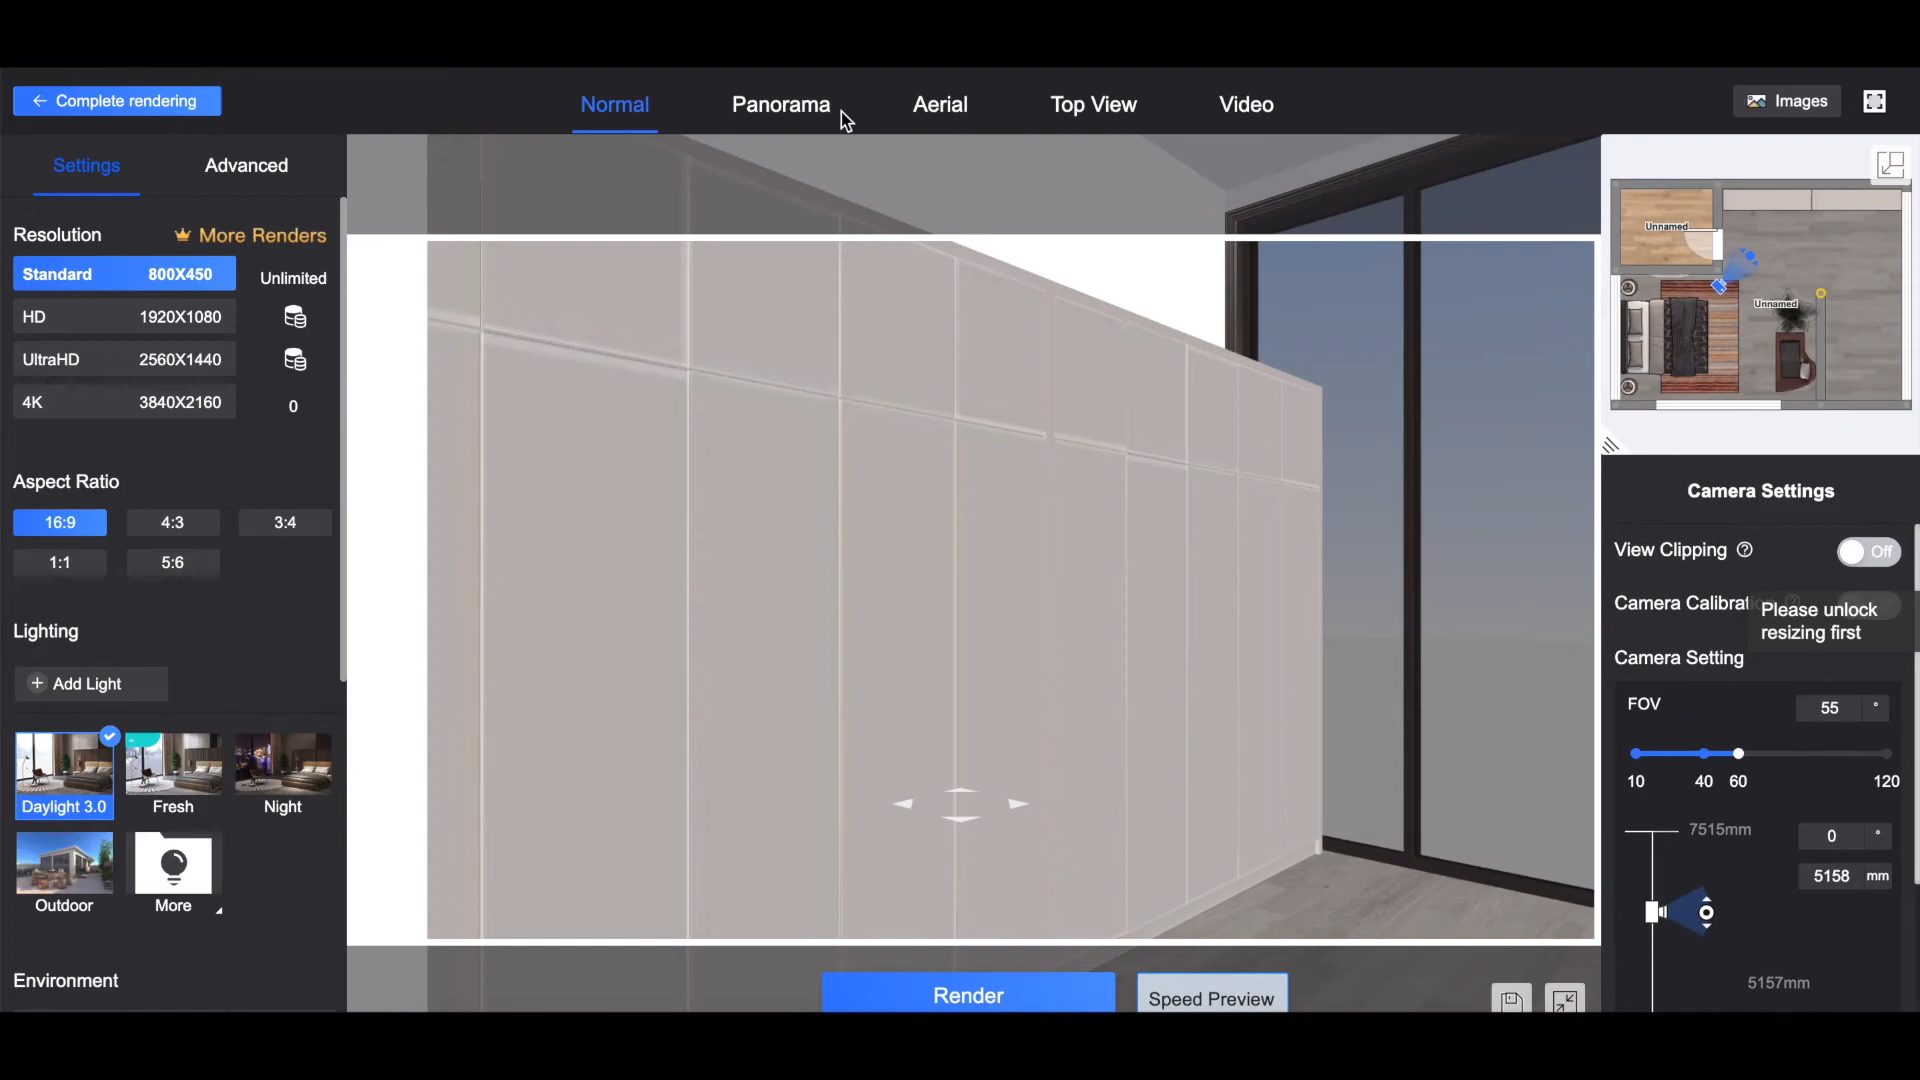 Complete rendering
Normal
Panorama
Aerial
Top View
Video
Images
Settings
Advanced
Resolution
More Renders
Standard 800X450
Unlimited
HD 1920X1080
UltraHD 2560X1440
4K 3840X2160
0
Aspect Ratio
16:9
4:3
3:4
1:1
5:6
Lighting
+ Add Light
Daylight 3.0
Fresh
Night
Outdoor
More
Environment
Render
Speed Preview
Unnamed
Unnamed
Camera Settings
View Clipping ?
Off
Camera Calibrat
Please unlock
resizing first
Camera Setting
FOV
55 °
10 40 60 120
7515mm
0 °
5158 mm
5157mm